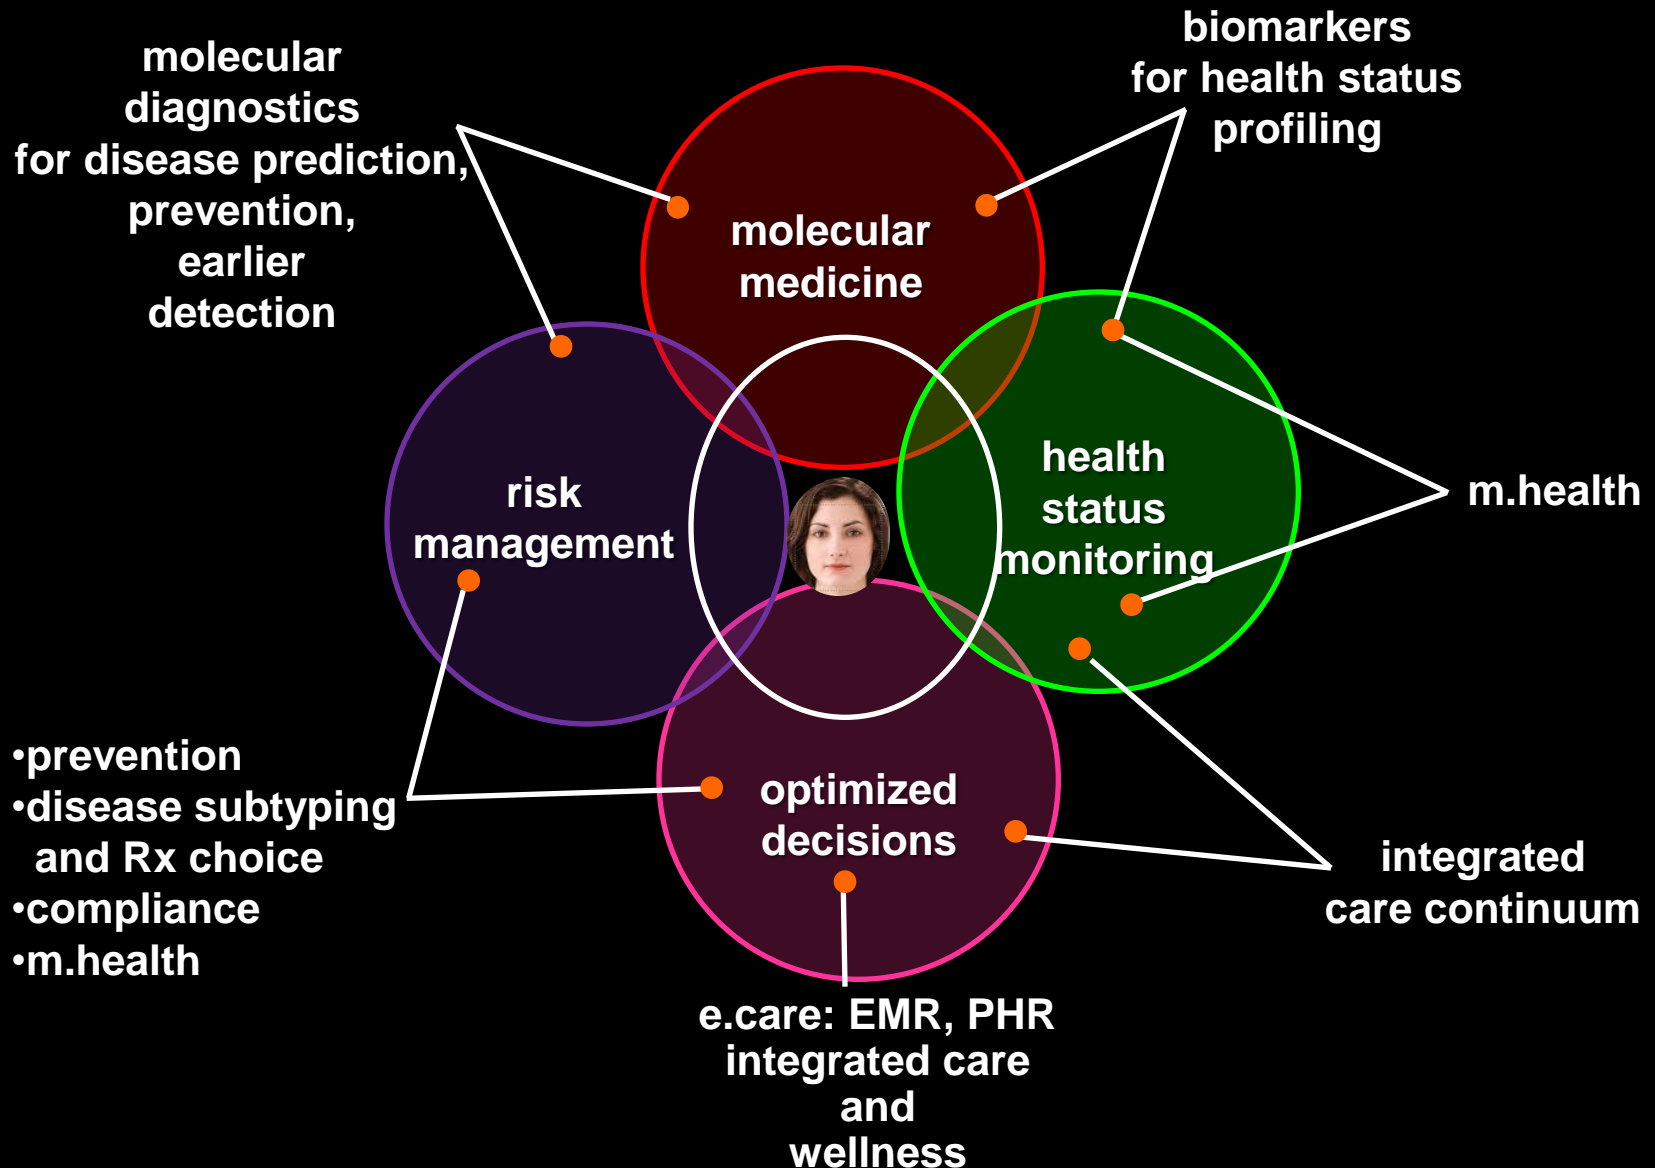 molecular
diagnostics
for disease prediction,
prevention,
earlier
detection
biomarkers
for health status
profiling
molecular
medicine
health
status
monitoring
m.health
risk
management
•prevention
•disease subtyping
and Rx choice
•compliance
•m.health
optimized
decisions
integrated
care continuum
e.care: EMR, PHR
integrated care
and
wellness